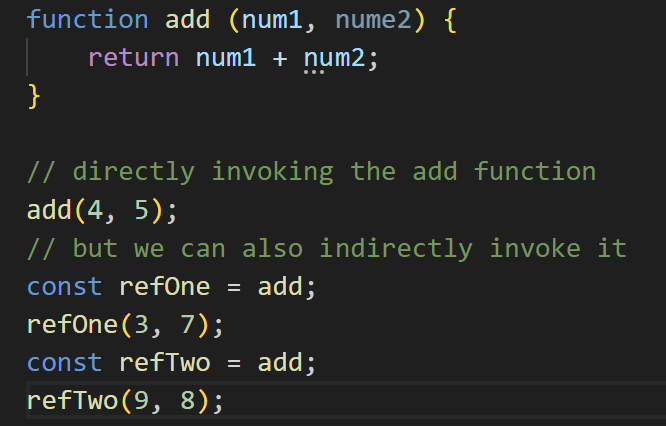 function add (num1, nume2) {
    return num1 + num2;
}

// directly invoking the add function
add(4, 5);
// but we can also indirectly invoke it
const refOne = add;
refOne(3, 7);
const refTwo = add;
refTwo(9, 8);